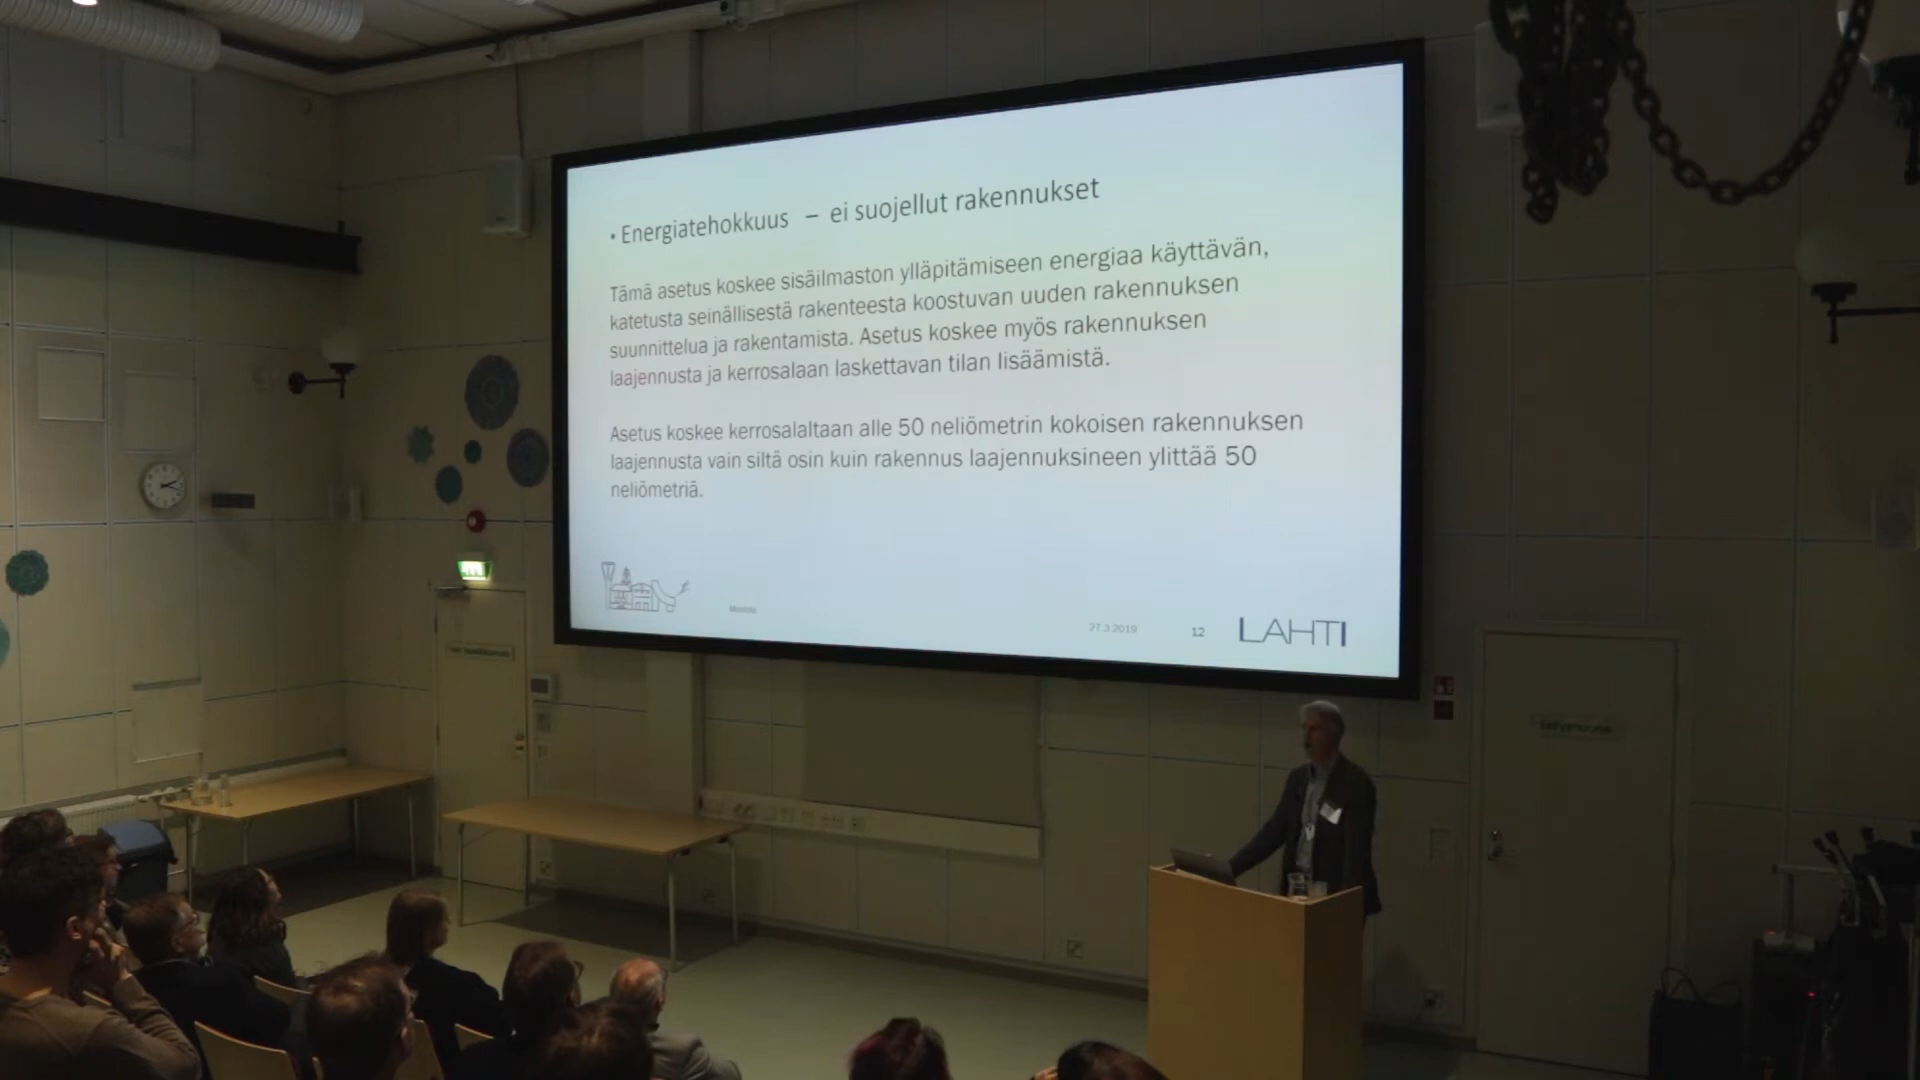 • Energiatehokkuus – ei suojellut rakennukset
Tämä asetus koskee sisäilmaston ylläpitämiseen energiaa käyttävän,
katetusta seinällisestä rakenteesta koostuvan uuden rakennuksen
suunnittelua ja rakentamista. Asetus koskee myös rakennuksen
laajennusta ja kerrosalaan laskettavan tilan lisäämistä.
Asetus koskee kerrosalaltaan alle 50 neliömetrin kokoisen rakennuksen
laajennusta vain siltä osin kuin rakennus laajennuksineen ylittää 50
neliömetriä.
27.3.2019
12
LAHTI